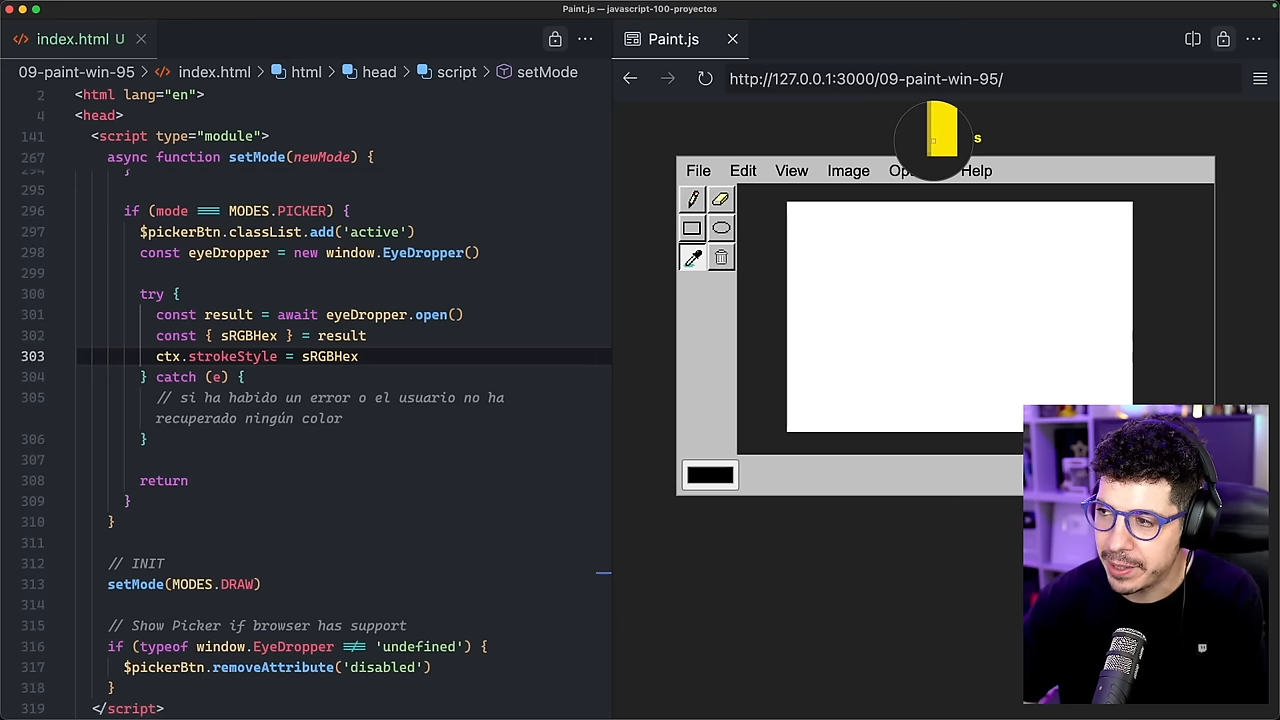 Paint.js — javascript-100-proyectos
index.html U
09-paint-win-95 > index.html > html > head > script > setMode
2 <html lang="en">
4 <head>
141 <script type="module">
267 async function setMode(newMode) {
294 }
295
296 if (mode === MODES.PICKER) {
297 $pickerBtn.classList.add('active')
298 const eyeDropper = new window.EyeDropper()
299
300 try {
301 const result = await eyeDropper.open()
302 const { sRGBHex } = result
303 ctx.strokeStyle = sRGBHex
304 } catch (e) {
305 // si ha habido un error o el usuario no ha
recuperado ningún color
306 }
307
308 return
309 }
310 }
311
312 // INIT
313 setMode(MODES.DRAW)
314
315 // Show Picker if browser has support
316 if (typeof window.EyeDropper !== 'undefined') {
317 $pickerBtn.removeAttribute('disabled')
318 }
319 </script>
Paint.js
http://127.0.0.1:3000/09-paint-win-95/
s
File Edit View Image Op Help